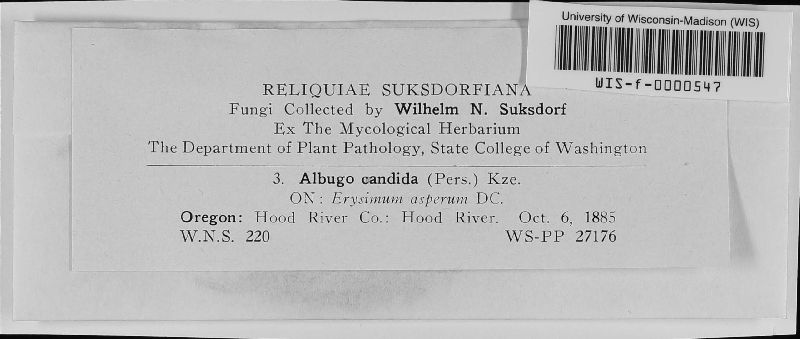 University of Wisconsin-Madison (WIS)
WIS-f-0000547
RELIQUIAE SUKSDORFIANA
Fungi Collected by Wilhelm N. Suksdorf
Ex The Mycological Herbarium
The Department of Plant Pathology, State College of Washington
3. Albugo candida (Pers.) Kze.
ON: Erysimum asperum DC.
Oregon: Hood River Co.: Hood River. Oct. 6, 1885
W.N.S. 220 WS-PP 27176